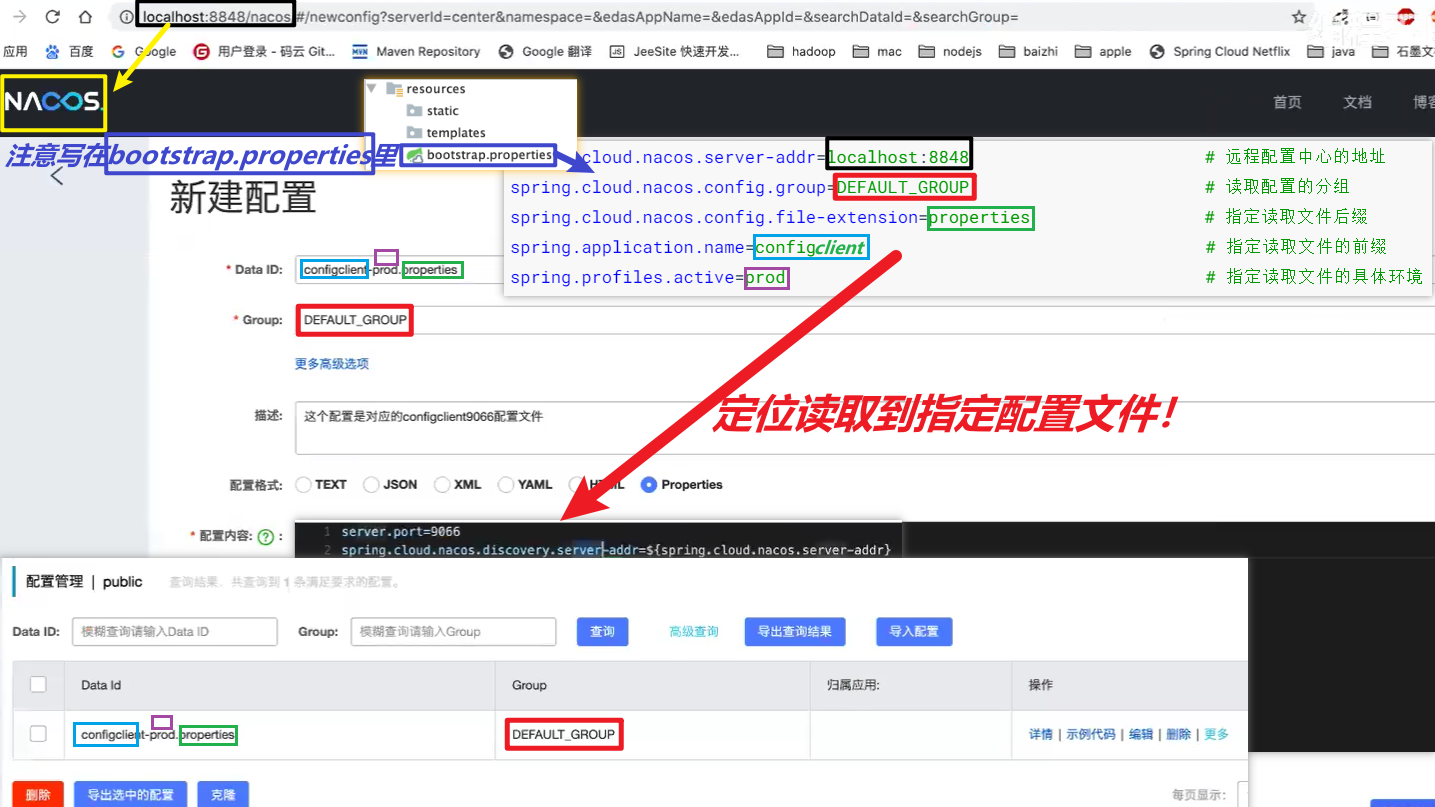 localhost:8848/nacos/#/newconfig?serverId=center&namespace=&edasAppName=&edasAppId=&searchDataId=&searchGroup=
应用 百度 Google 用户登录 - 码云 Git... Maven Repository Google 翻译 JeeSite 快速开发... hadoop mac nodejs baizhi apple Spring Cloud Netflix java 石墨文
NACOS. 首页 文档 博客
resources
static
templates
bootstrap.properties
注意写在bootstrap.properties里
cloud.nacos.server-addr=localhost:8848 # 远程配置中心的地址
spring.cloud.nacos.config.group=DEFAULT_GROUP # 读取配置的分组
spring.cloud.nacos.config.file-extension=properties # 指定读取文件后缀
spring.application.name=configclient # 指定读取文件的前缀
spring.profiles.active=prod # 指定读取文件的具体环境
新建配置
* Data ID: configclient-prod.properties
* Group: DEFAULT_GROUP
更多高级选项
描述: 这个配置是对应的configclient9066配置文件
定位读取到指定配置文件！
配置格式: TEXT JSON XML YAML HTML Properties
* 配置内容: ? :
1 server.port=9066
2 spring.cloud.nacos.discovery.server-addr=${spring.cloud.nacos.server-addr}
配置管理 | public 查询结果：共查询到 1 条满足要求的配置。
Data ID: 模糊查询请输入Data ID Group: 模糊查询请输入Group 查询 高级查询 导出查询结果 导入配置
Data Id Group 归属应用: 操作
configclient-prod.properties DEFAULT_GROUP 详情 | 示例代码 | 编辑 | 删除 | 更多
删除 导出选中的配置 克隆 每页显示: